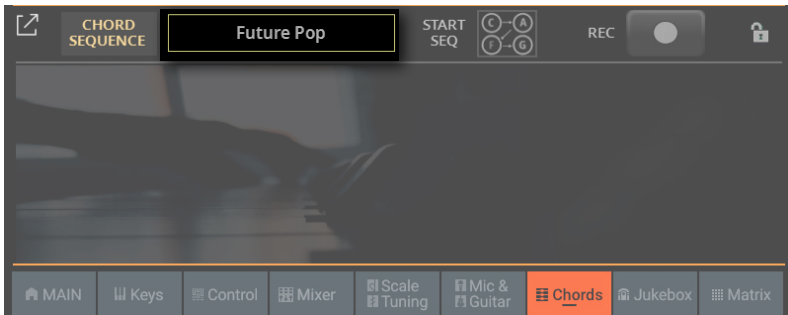 CHORD
SEQUENCE
Future Pop
START
SEQ
C A
F G
REC
MAIN
Keys
Control
Mixer
Scale
Tuning
Mic &
Guitar
Chords
Jukebox
Matrix